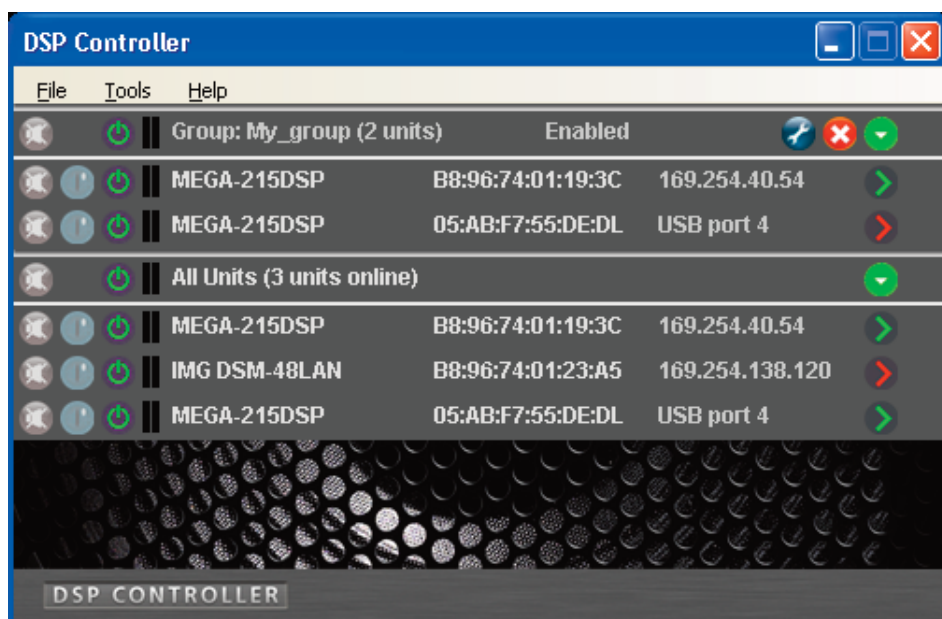 DSP Controller
File Tools Help
Group: My_group (2 units) Enabled
MEGA-215DSP B8:96:74:01:19:3C 169.254.40.54
MEGA-215DSP 05:AB:F7:55:DE:DL USB port 4
All Units (3 units online)
MEGA-215DSP B8:96:74:01:19:3C 169.254.40.54
IMG DSM-48LAN B8:96:74:01:23:A5 169.254.138.120
MEGA-215DSP 05:AB:F7:55:DE:DL USB port 4
DSP CONTROLLER